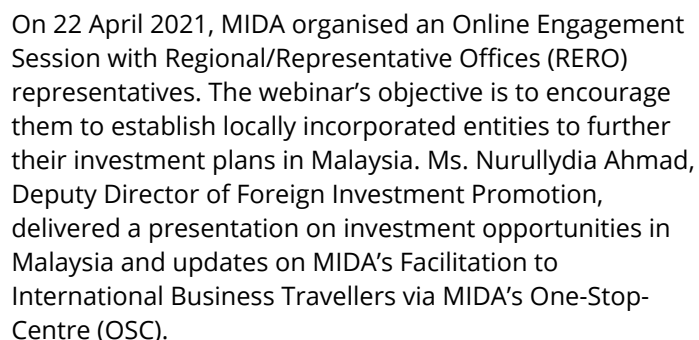 On 22 April 2021, MIDA organised an Online Engagement
Session with Regional/Representative Offices (RERO)
representatives. The webinar’s objective is to encourage
them to establish locally incorporated entities to further
their investment plans in Malaysia. Ms. Nurullydia Ahmad,
Deputy Director of Foreign Investment Promotion,
delivered a presentation on investment opportunities in
Malaysia and updates on MIDA’s Facilitation to
International Business Travellers via MIDA’s One-Stop-
Centre (OSC).